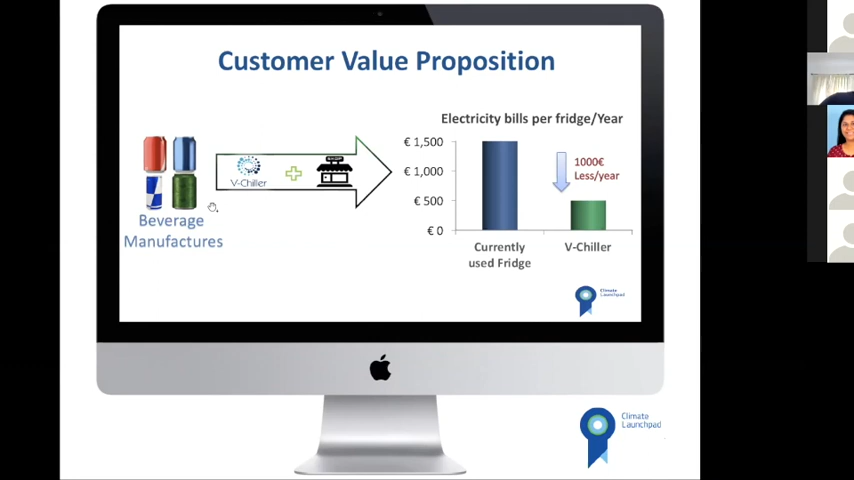 Customer Value Proposition
Electricity bills per fridge/Year
€ 1,500
€ 1,000
€ 500
€ 0
1000€
Less/year
Currently
used Fridge
V-Chiller
V-Chiller
Beverage
Manufactures
Climate
Launchpad
Climate
Launchpad